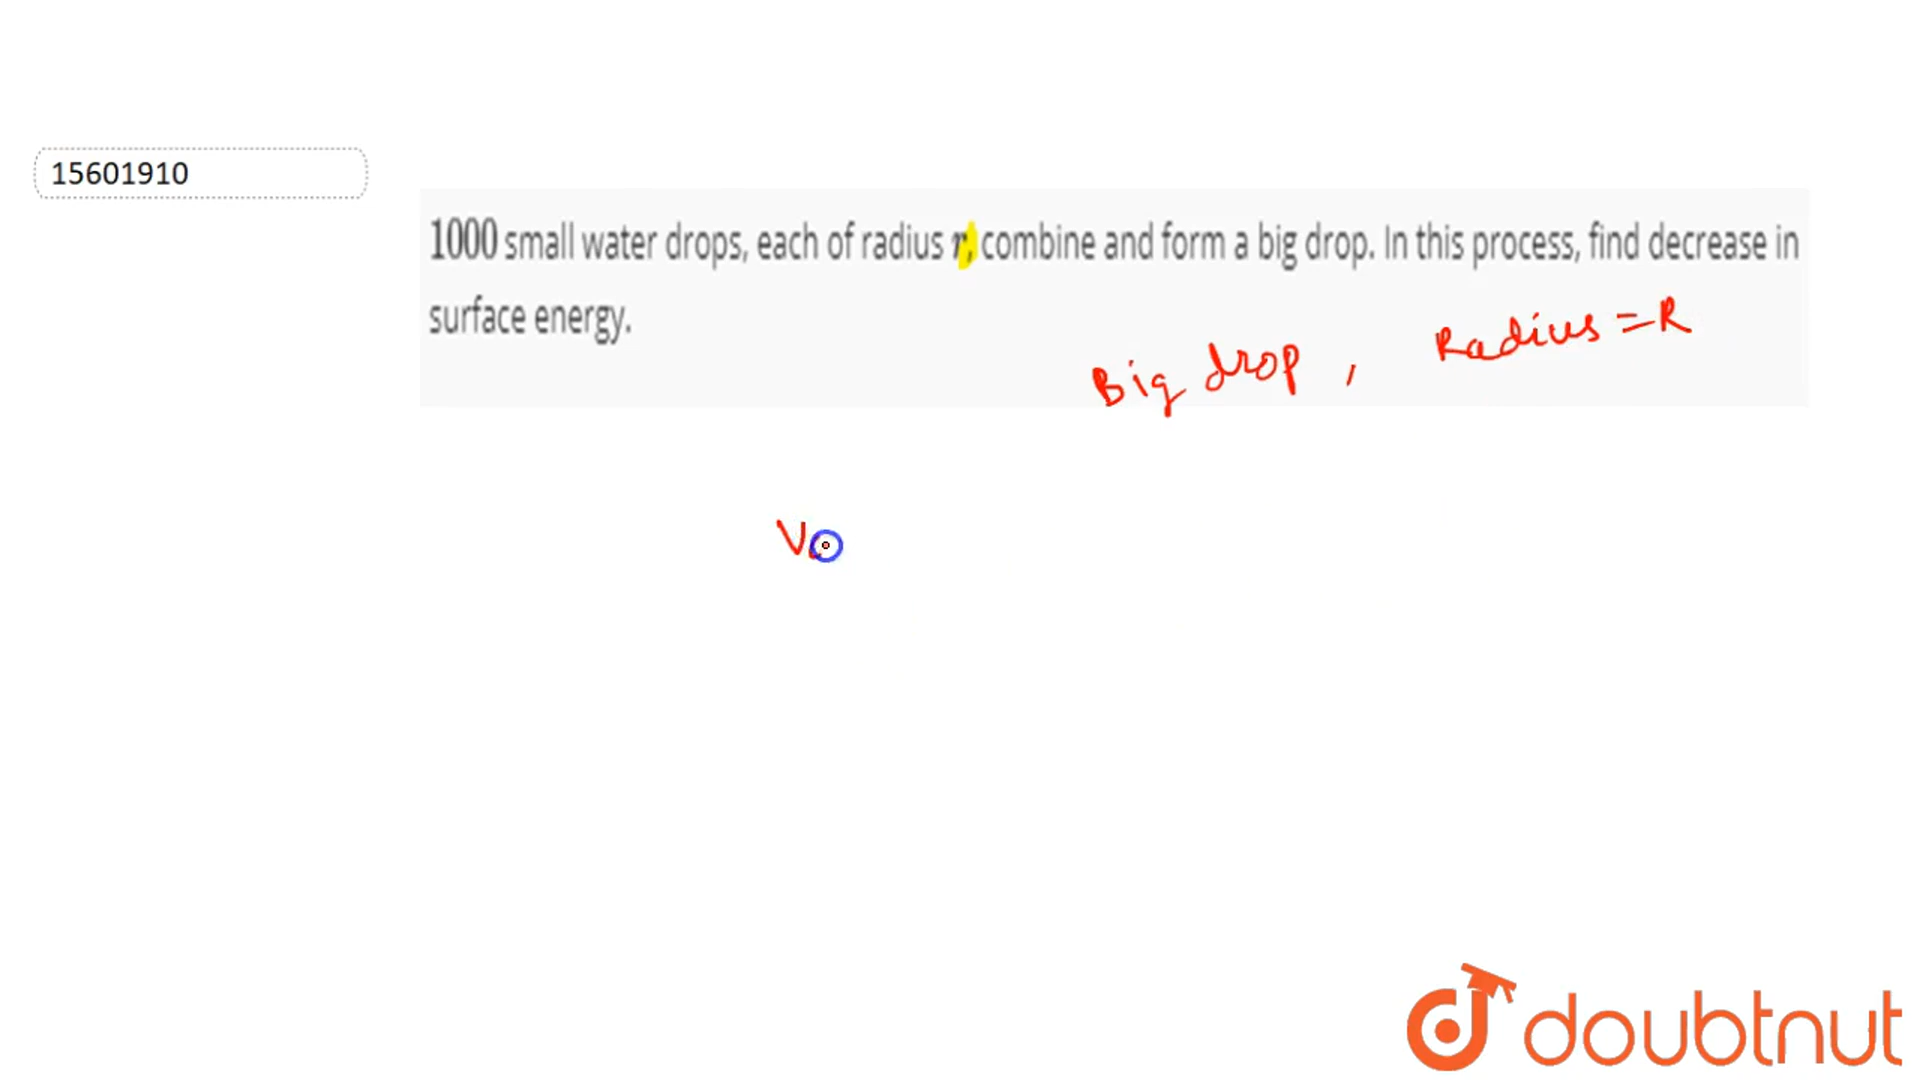 15601910
1000 small water drops, each of radius r, combine and form a big drop. In this process, find decrease in
surface energy.
Big drop , Radius = R
doubtnut